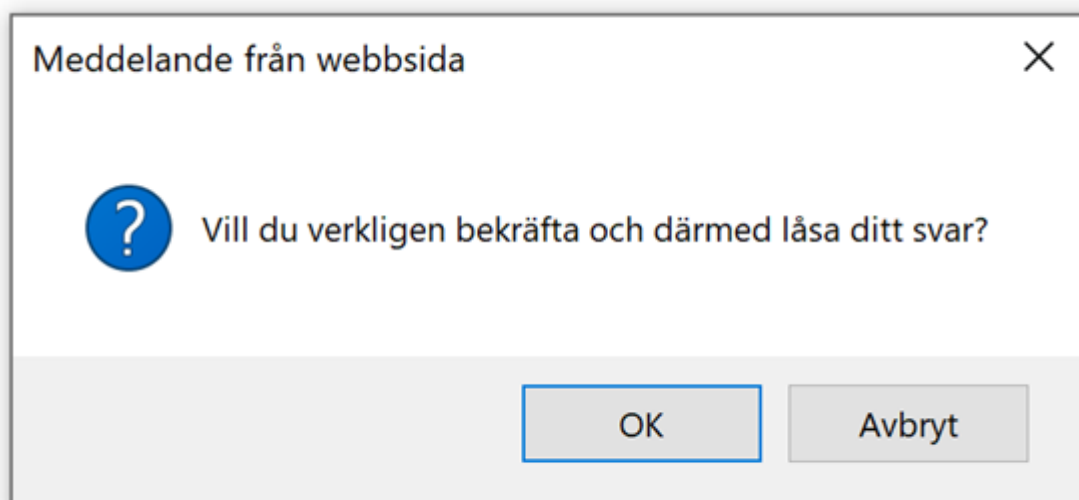 Meddelande från webbsida
?
Vill du verkligen bekräfta och därmed låsa ditt svar?
OK
Avbryt